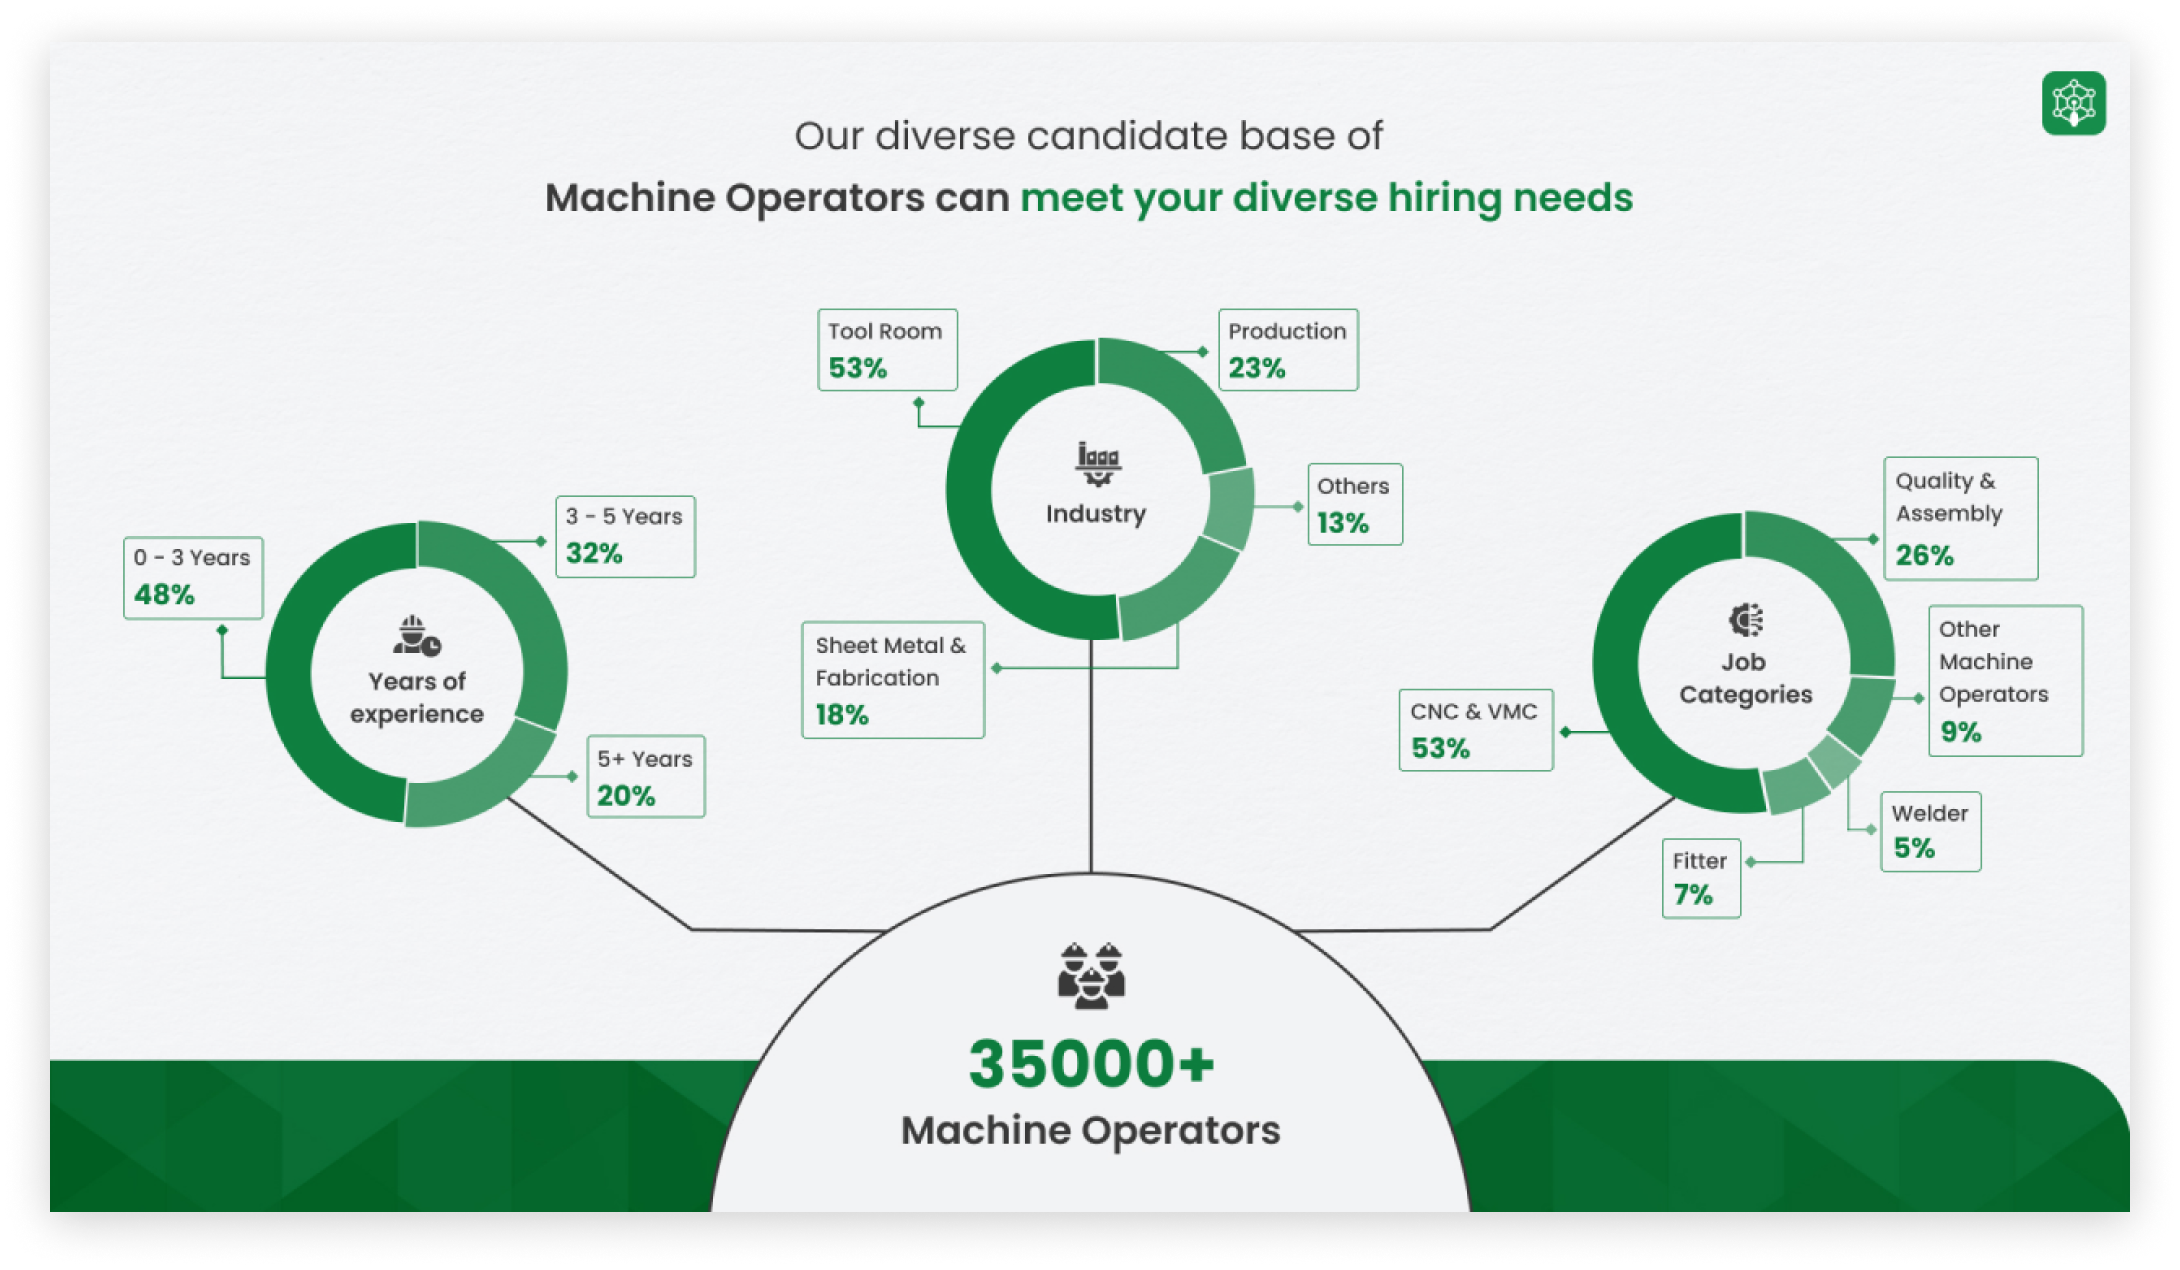 Our diverse candidate base of
Machine Operators can meet your diverse hiring needs
0 - 3 Years
48%
3 - 5 Years
32%
5+ Years
20%
Years of
experience
Tool Room
53%
Production
23%
Others
13%
Sheet Metal &
Fabrication
18%
Industry
Quality &
Assembly
26%
Other
Machine
Operators
9%
Welder
5%
Fitter
7%
CNC & VMC
53%
Job
Categories
35000+
Machine Operators